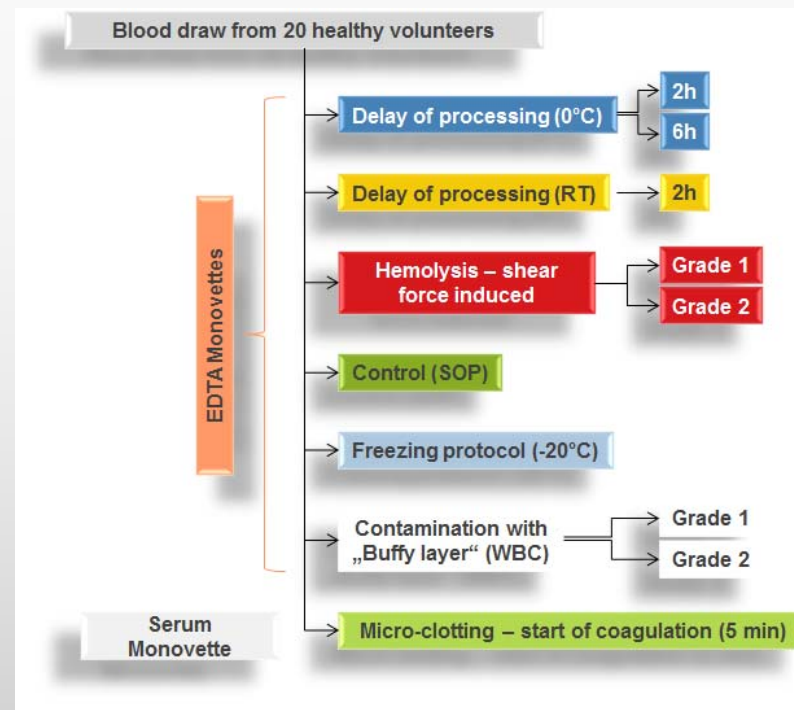 Blood draw from 20 healthy volunteers
Delay of processing (0°C)
2h
6h
Delay of processing (RT)
2h
EDTA Monovettes
Hemolysis – shear
force induced
Grade 1
Grade 2
Control (SOP)
Freezing protocol (-20°C)
Contamination with
„Buffy layer“ (WBC)
Grade 1
Grade 2
Serum
Monovette
Micro-clotting – start of coagulation (5 min)